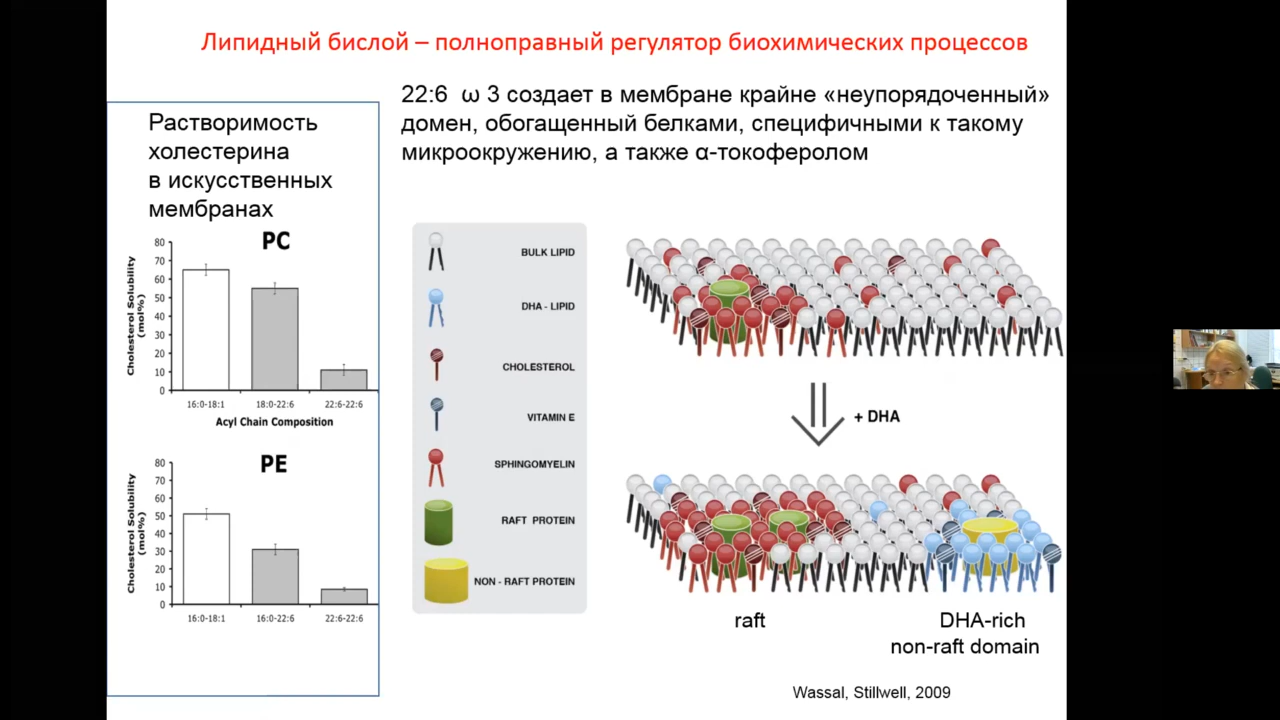 Липидный бислой – полноправный регулятор биохимических процессов
22:6 ω 3 создает в мембране крайне «неупорядоченный»
домен, обогащенный белками, специфичными к такому
микроокружению, а также α-токоферолом
Растворимость
холестерина
в искусственных
мембранах
PC
Cholesterol Solubility
(mol%)
80
70
60
50
40
30
20
10
0
16:0-18:1 18:0-22:6 22:6-22:6
Acyl Chain Composition
PE
Cholesterol Solubility
(mol%)
80
70
60
50
40
30
20
10
0
16:0-18:1 16:0-22:6 22:6-22:6
BULK LIPID
DHA - LIPID
CHOLESTEROL
VITAMIN E
SPHINGOMYELIN
RAFT PROTEIN
NON - RAFT PROTEIN
+ DHA
raft
DHA-rich
non-raft domain
Wassal, Stillwell, 2009